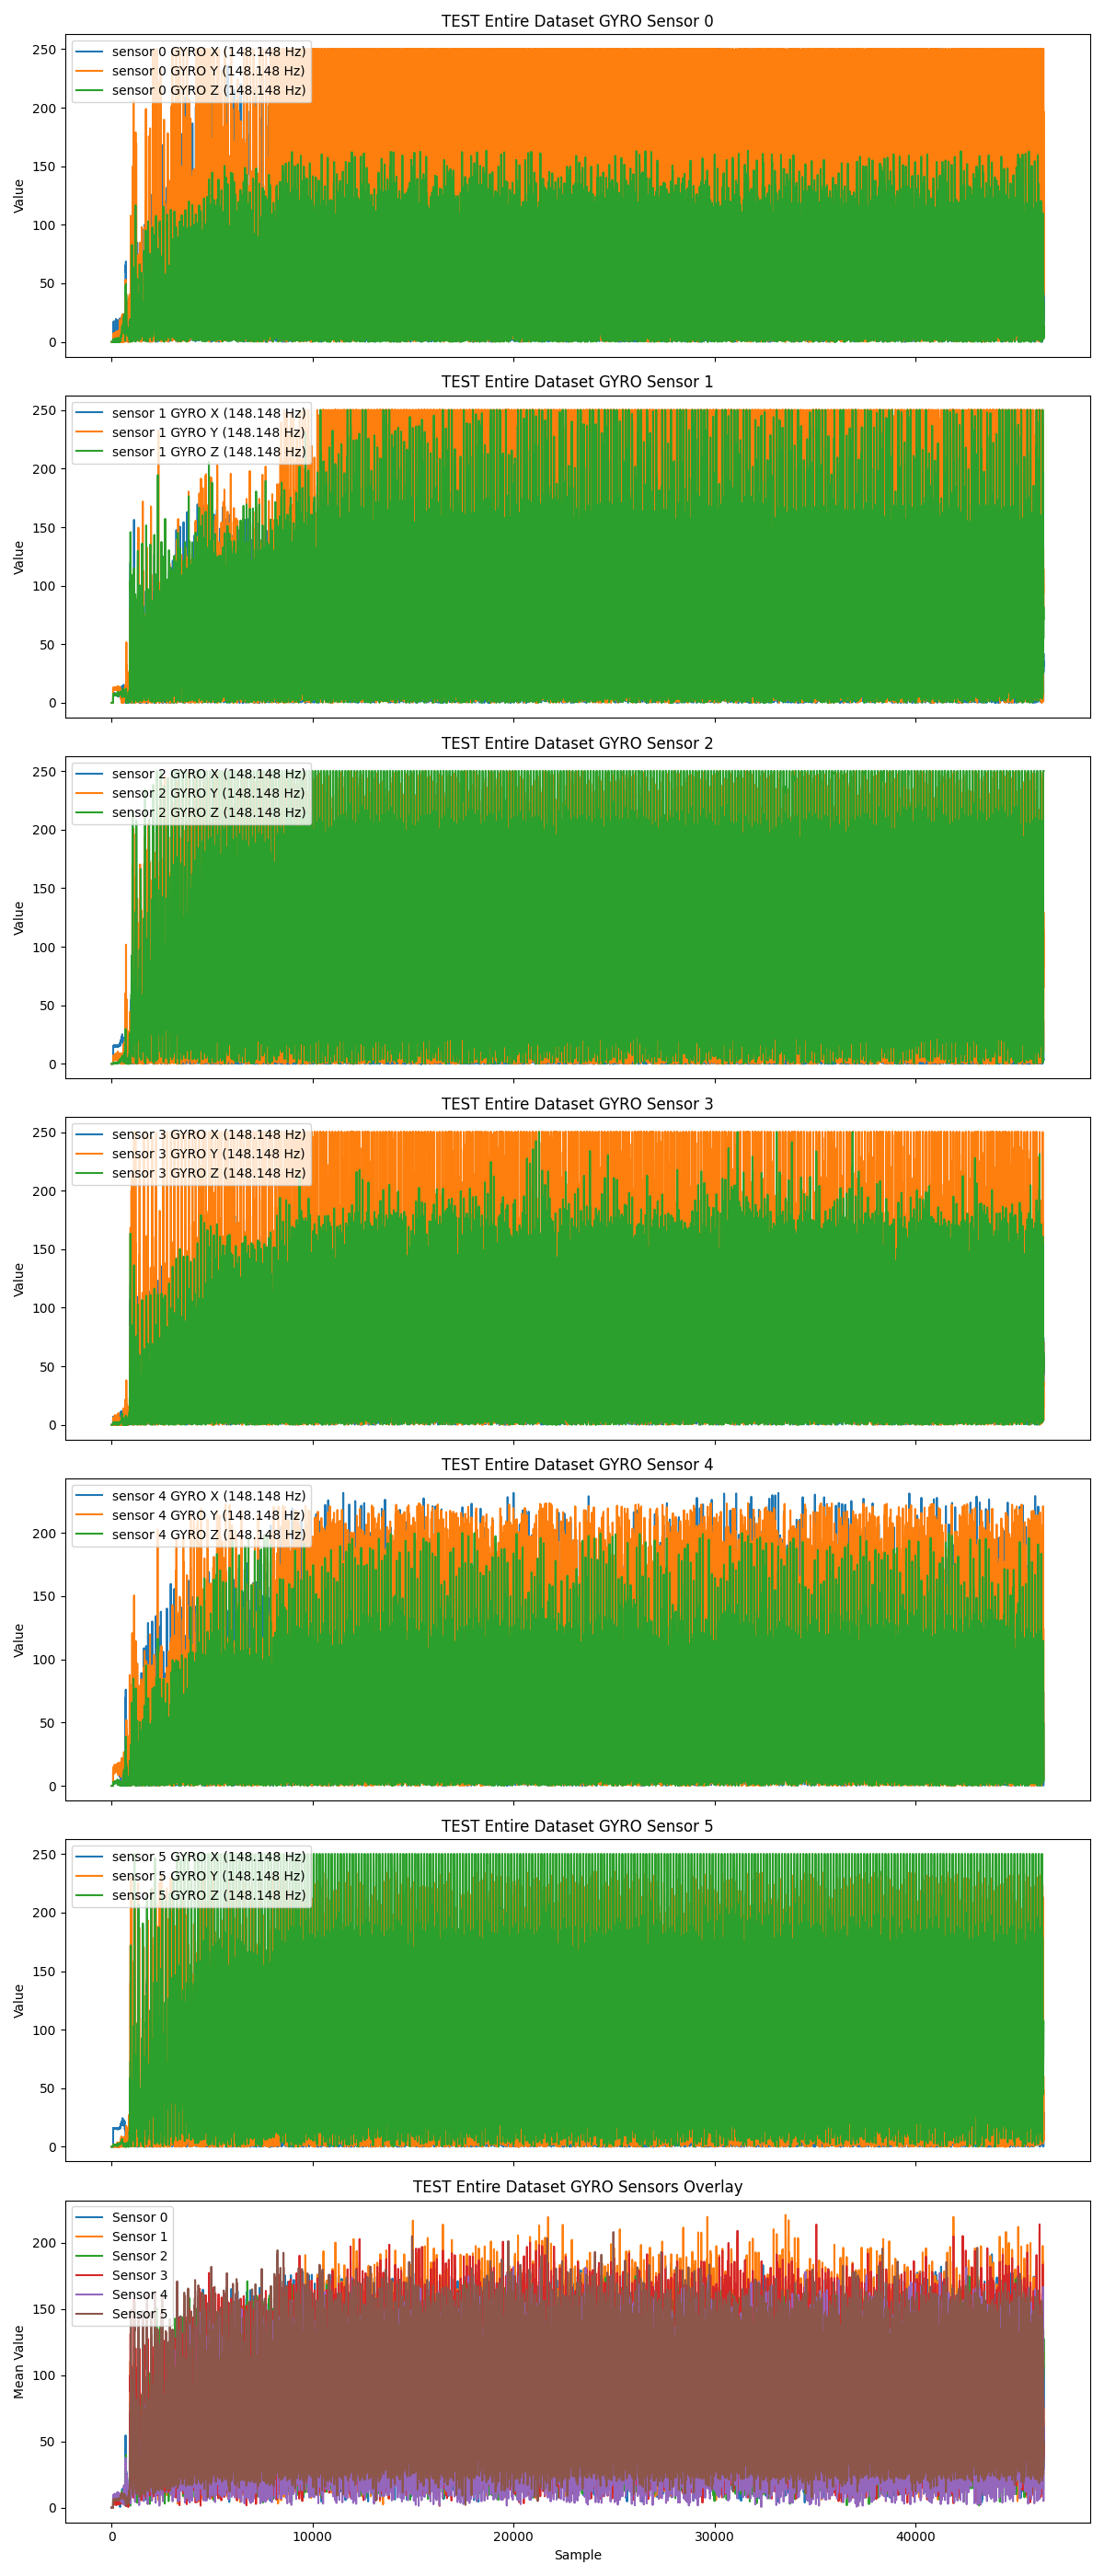 TEST Entire Dataset GYRO Sensor 0
250
200
150
100
50
0
Value
sensor 0 GYRO X (148.148 Hz)
sensor 0 GYRO Y (148.148 Hz)
sensor 0 GYRO Z (148.148 Hz)
TEST Entire Dataset GYRO Sensor 1
250
200
150
100
50
0
Value
sensor 1 GYRO X (148.148 Hz)
sensor 1 GYRO Y (148.148 Hz)
sensor 1 GYRO Z (148.148 Hz)
TEST Entire Dataset GYRO Sensor 2
250
200
150
100
50
0
Value
sensor 2 GYRO X (148.148 Hz)
sensor 2 GYRO Y (148.148 Hz)
sensor 2 GYRO Z (148.148 Hz)
TEST Entire Dataset GYRO Sensor 3
250
200
150
100
50
0
Value
sensor 3 GYRO X (148.148 Hz)
sensor 3 GYRO Y (148.148 Hz)
sensor 3 GYRO Z (148.148 Hz)
TEST Entire Dataset GYRO Sensor 4
200
150
100
50
0
Value
sensor 4 GYRO X (148.148 Hz)
sensor 4 GYRO Y (148.148 Hz)
sensor 4 GYRO Z (148.148 Hz)
TEST Entire Dataset GYRO Sensor 5
250
200
150
100
50
0
Value
sensor 5 GYRO X (148.148 Hz)
sensor 5 GYRO Y (148.148 Hz)
sensor 5 GYRO Z (148.148 Hz)
TEST Entire Dataset GYRO Sensors Overlay
200
150
100
50
0
Mean Value
Sensor 0
Sensor 1
Sensor 2
Sensor 3
Sensor 4
Sensor 5
0 10000 20000 30000 40000
Sample